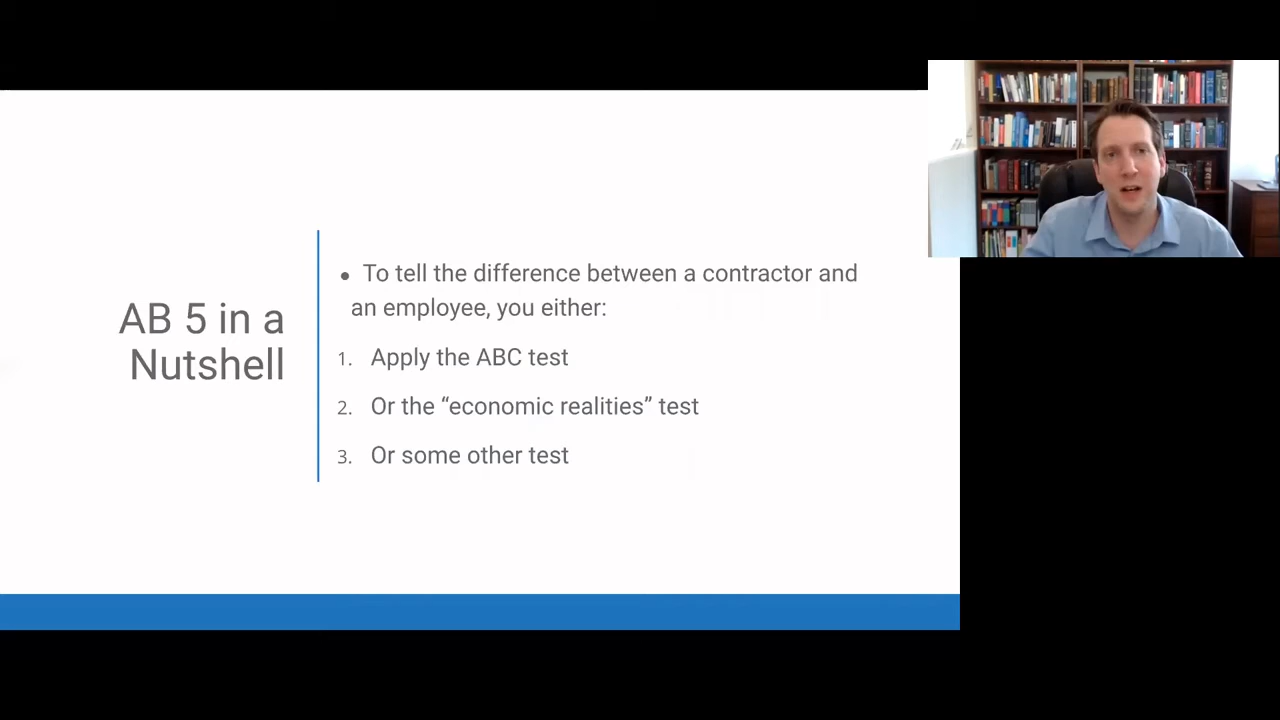 AB 5 in a
Nutshell
● To tell the difference between a contractor and
an employee, you either:
1. Apply the ABC test
2. Or the “economic realities” test
3. Or some other test